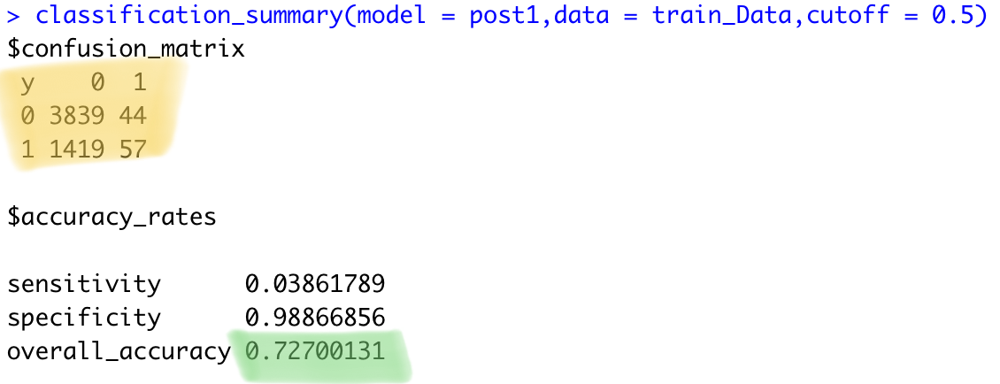 > classification_summary(model = post1,data = train_Data,cutoff = 0.5)
$confusion_matrix
y    0  1
0 3839 44
1 1419 57
$accuracy_rates
sensitivity      0.03861789
specificity      0.98866856
overall_accuracy 0.72700131